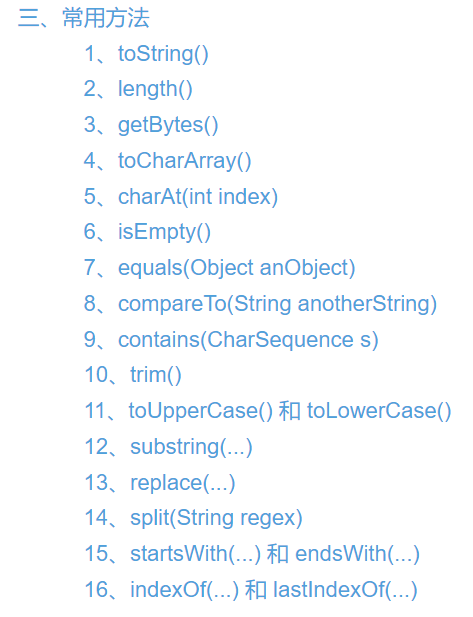 三、常用方法
1、toString()
2、length()
3、getBytes()
4、toCharArray()
5、charAt(int index)
6、isEmpty()
7、equals(Object anObject)
8、compareTo(String anotherString)
9、contains(CharSequence s)
10、trim()
11、toUpperCase() 和 toLowerCase()
12、substring(...)
13、replace(...)
14、split(String regex)
15、startsWith(...) 和 endsWith(...)
16、indexOf(...) 和 lastIndexOf(...)